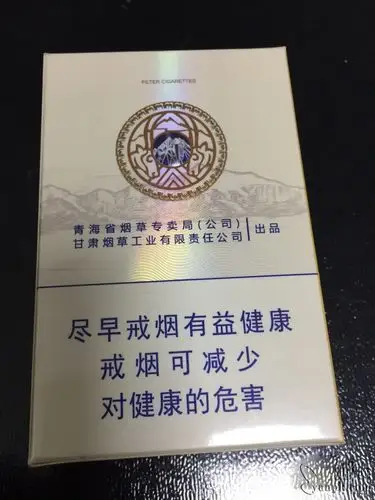 FILTER CIGARETTES
青海省烟草专卖局(公司)
甘肃烟草工业有限责任公司
出品
尽早戒烟有益健康
戒烟可减少
对健康的危害